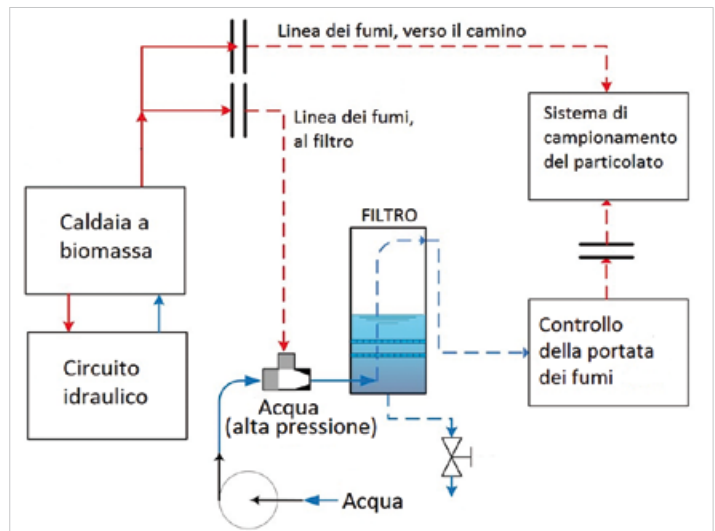 Linea dei fumi, verso il camino
Linea dei fumi,
al filtro
Sistema di
campionamento
del particolato
Caldaia a
biomassa
FILTRO
Circuito
idraulico
Controllo
della portata
dei fumi
Acqua
(alta pressione)
Acqua